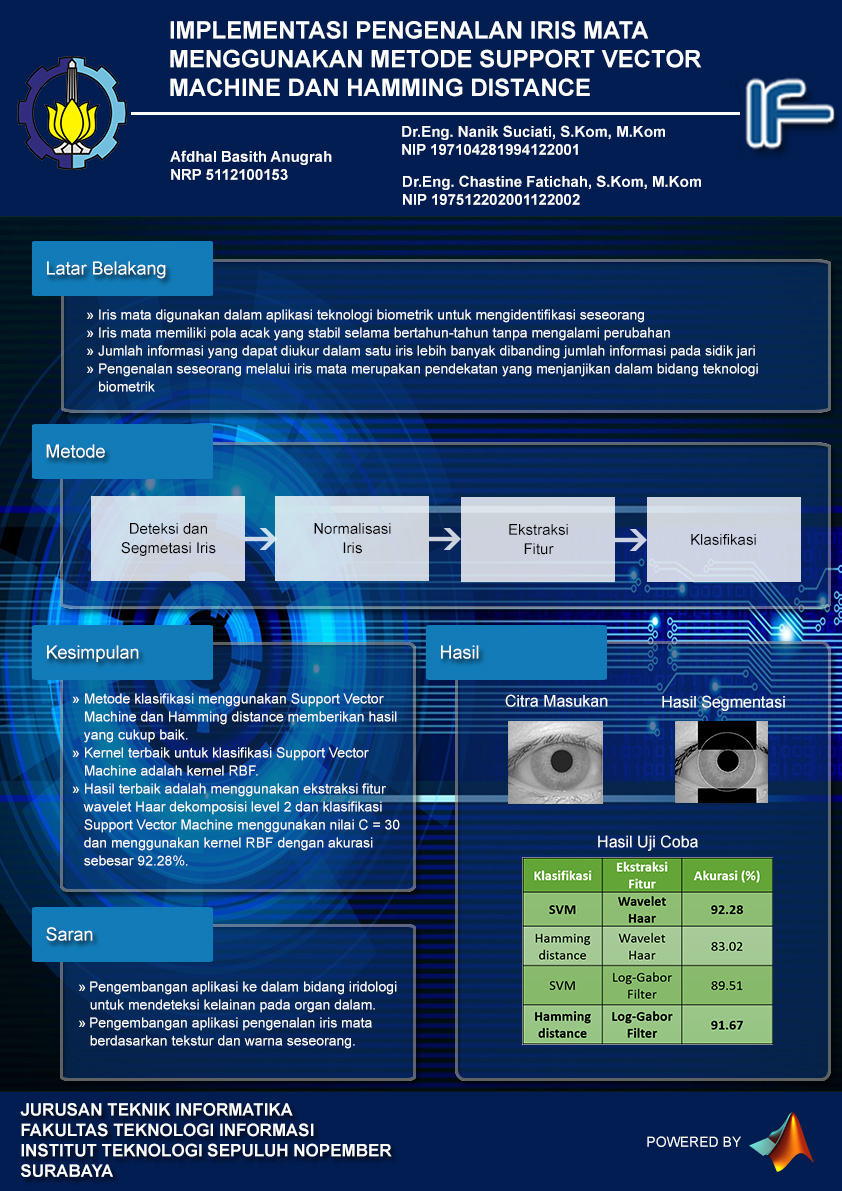 IMPLEMENTASI PENGENALAN IRIS MATA
MENGGUNAKAN METODE SUPPORT VECTOR
MACHINE DAN HAMMING DISTANCE
IF
Afdhal Basith Anugrah
NRP 5112100153
Dr.Eng. Nanik Suciati, S.Kom, M.Kom
NIP 197104281994122001
Dr.Eng. Chastine Fatichah, S.Kom, M.Kom
NIP 197512202001122002
Latar Belakang
» Iris mata digunakan dalam aplikasi teknologi biometrik untuk mengidentifikasi seseorang
» Iris mata memiliki pola acak yang stabil selama bertahun-tahun tanpa mengalami perubahan
» Jumlah informasi yang dapat diukur dalam satu iris lebih banyak dibanding jumlah informasi pada sidik jari
» Pengenalan seseorang melalui iris mata merupakan pendekatan yang menjanjikan dalam bidang teknologi
biometrik
Metode
Deteksi dan
Segmetasi Iris
Normalisasi
Iris
Ekstraksi
Fitur
Klasifikasi
Kesimpulan
» Metode klasifikasi menggunakan Support Vector
Machine dan Hamming distance memberikan hasil
yang cukup baik.
» Kernel terbaik untuk klasifikasi Support Vector
Machine adalah kernel RBF.
» Hasil terbaik adalah menggunakan ekstraksi fitur
wavelet Haar dekomposisi level 2 dan klasifikasi
Support Vector Machine menggunakan nilai C = 30
dan menggunakan kernel RBF dengan akurasi
sebesar 92.28%.
Saran
» Pengembangan aplikasi ke dalam bidang iridologi
untuk mendeteksi kelainan pada organ dalam.
» Pengembangan aplikasi pengenalan iris mata
berdasarkan tekstur dan warna seseorang.
Hasil
Citra Masukan
Hasil Segmentasi
Hasil Uji Coba
Klasifikasi
Ekstraksi
Fitur
Akurasi (%)
SVM
Wavelet
Haar
92.28
Hamming
distance
Wavelet
Haar
83.02
SVM
Log-Gabor
Filter
89.51
Hamming
distance
Log-Gabor
Filter
91.67
JURUSAN TEKNIK INFORMATIKA
FAKULTAS TEKNOLOGI INFORMASI
INSTITUT TEKNOLOGI SEPULUH NOPEMBER
SURABAYA
POWERED BY